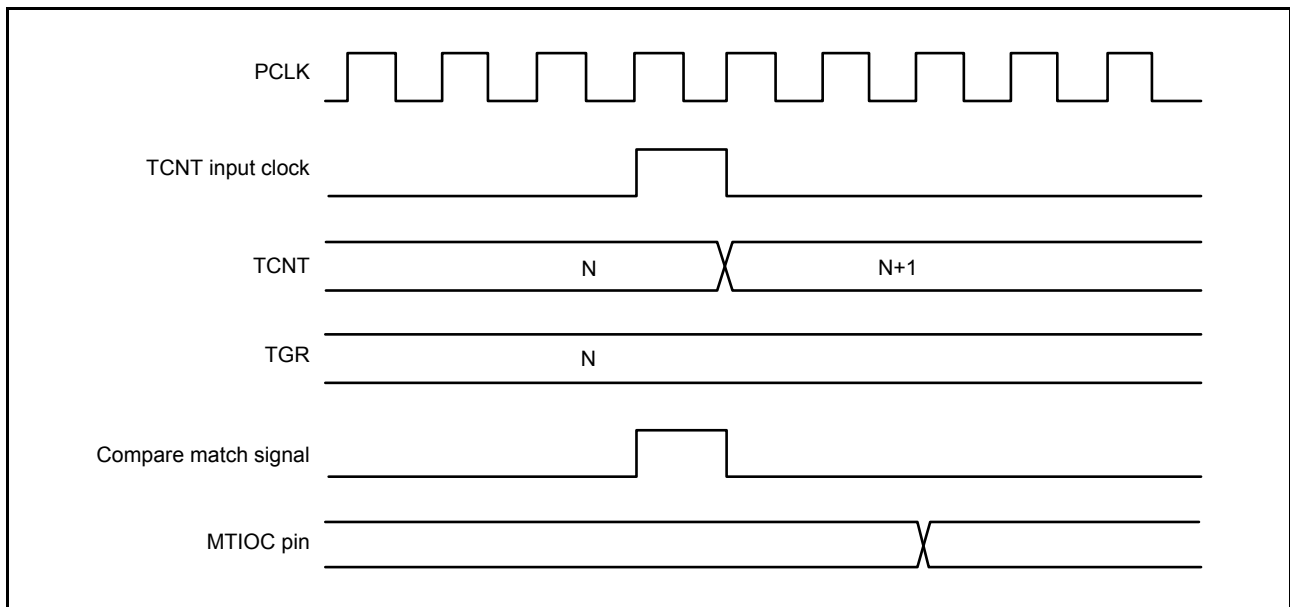 PCLK
TCNT input clock
TCNT
N
N+1
TGR
N
Compare match signal
MTIOC pin